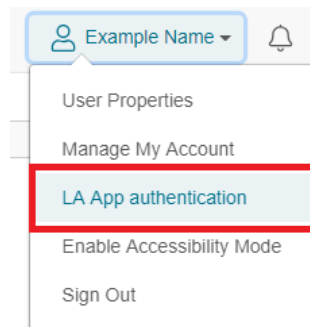 Example Name
User Properties
Manage My Account
LA App authentication
Enable Accessibility Mode
Sign Out